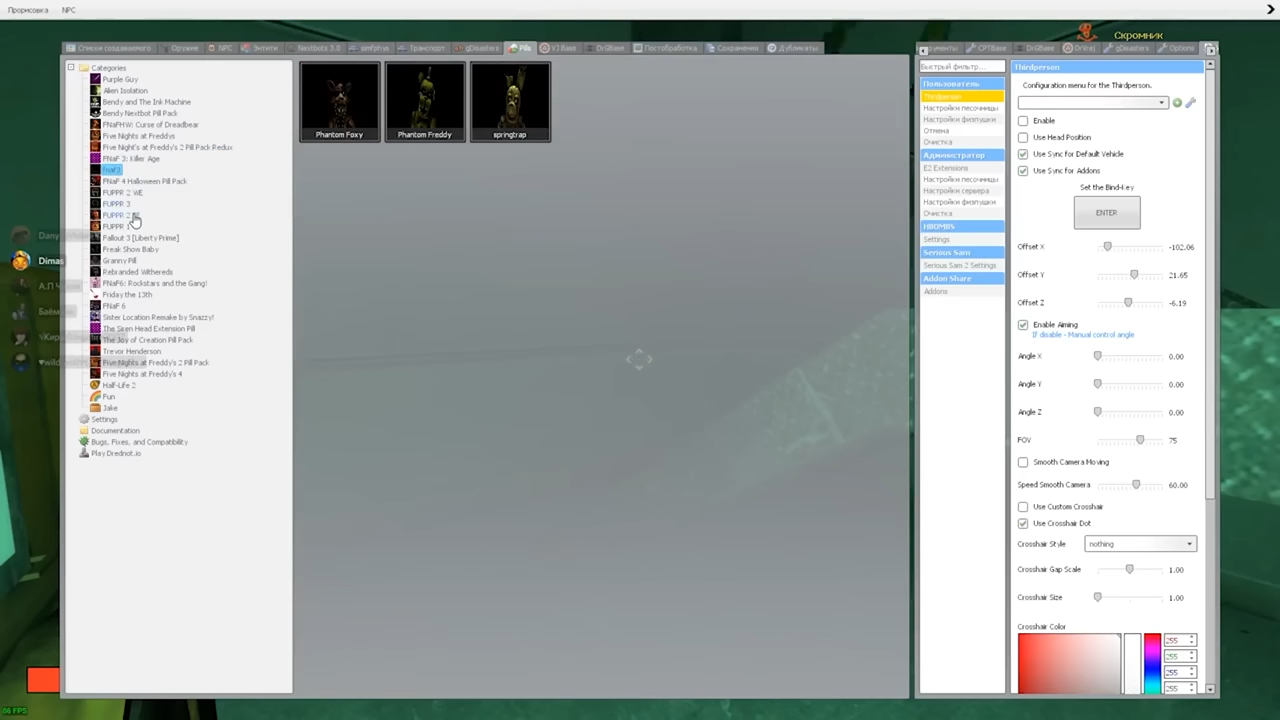 Прорисовка NPC
Скромник
Списки создаваемого Оружие NPC Энтити Nextbots 3.0 simfphys Транспорт gDisasters Pills VJ Base DrGBase Постобработка Сохранения Дубликаты
CPTBase DrGBase DrVrej gDisasters Options
Categories
Purple Guy
Alien Isolation
Bendy and The Ink Machine
Bendy Nextbot Pill Pack
FNaFHW: Curse of Dreadbear
Five Nights at Freddys
Five Night's at Freddy's 2 Pill Pack Redux
FNaF 3: Killer Age
fnaf3
FNaF 4 Halloween Pill Pack
FUPPR 2 WE
FUPPR 3
FUPPR 2
FUPPR 1
Fallout 3 [Liberty Prime]
Freak Show Baby
Granny Pill
Rebranded Withereds
FNaF6: Rockstars and the Gang!
Friday the 13th
FNaF 6
Sister Location Remake by Snazzy!
The Siren Head Extension Pill
The Joy of Creation Pill Pack
Trevor Henderson
Five Nights at Freddy's 2 Pill Pack
Five Nights at Freddy's 4
Half-Life 2
Fun
Jake
Settings
Documentation
Bugs, Fixes, and Compatibility
Play Drednot.io
Dimas
Phantom Foxy
Phantom Freddy
springtrap
Быстрый фильтр...
Пользователь
Thirdperson
Настройки песочницы
Настройки физпушки
Отмена
Очистка
Администратор
E2 Extensions
Настройки песочницы
Настройки сервера
Настройки физпушки
Очистка
HBOMBS
Settings
Serious Sam
Serious Sam 2 Settings
Addon Share
Addons
Thirdperson
Configuration menu for the Thirdperson.
Enable
Use Head Position
Use Sync for Default Vehicle
Use Sync for Addons
Set the Bind-Key
ENTER
Offset X -102.06
Offset Y 21.65
Offset Z -6.19
Enable Aiming
If disable - Manual control angle
Angle X 0.00
Angle Y 0.00
Angle Z 0.00
FOV 75
Smooth Camera Moving
Speed Smooth Camera 60.00
Use Custom Crosshair
Use Crosshair Dot
Crosshair Style nothing
Crosshair Gap Scale 1.00
Crosshair Size 1.00
Crosshair Color
255
255
255
255
86 FPS